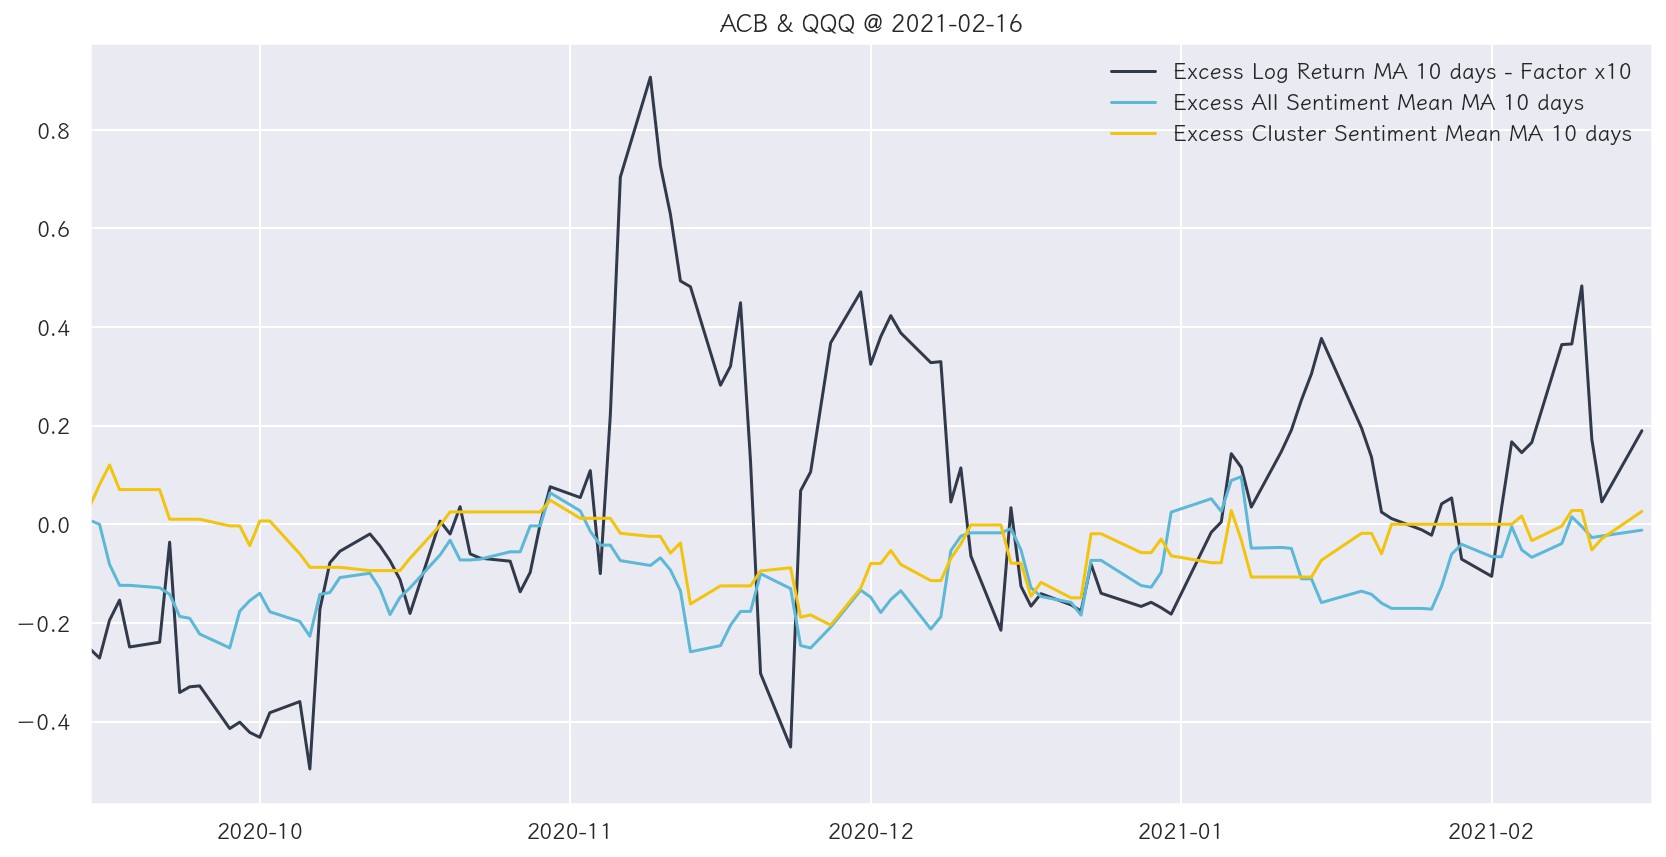 ACB & QQQ @ 2021-02-16
Excess Log Return MA 10 days - Factor x10
Excess All Sentiment Mean MA 10 days
Excess Cluster Sentiment Mean MA 10 days
0.8
0.6
0.4
0.2
0.0
−0.2
−0.4
2020-10 2020-11 2020-12 2021-01 2021-02